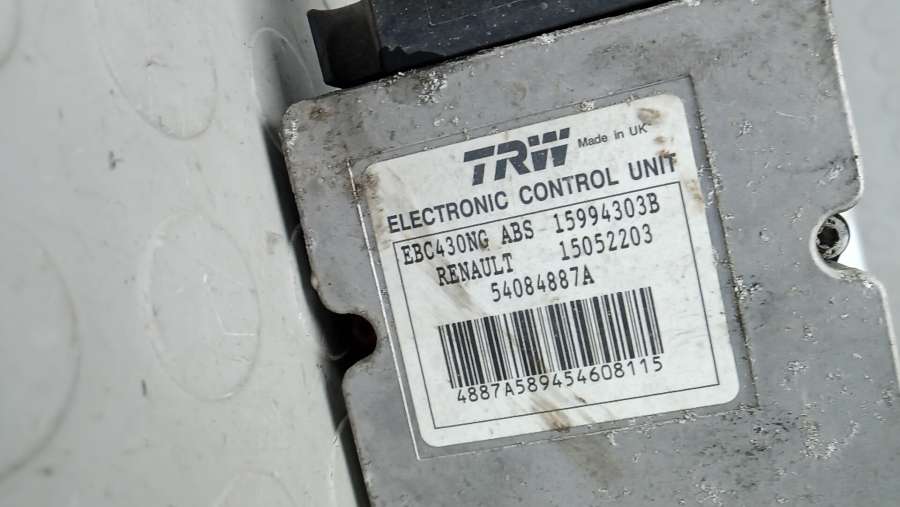 TRW Made in UK
ELECTRONIC CONTROL UNIT
EBC430NG ABS 15994303B
RENAULT 15052203
54084887A
4887A589454608115